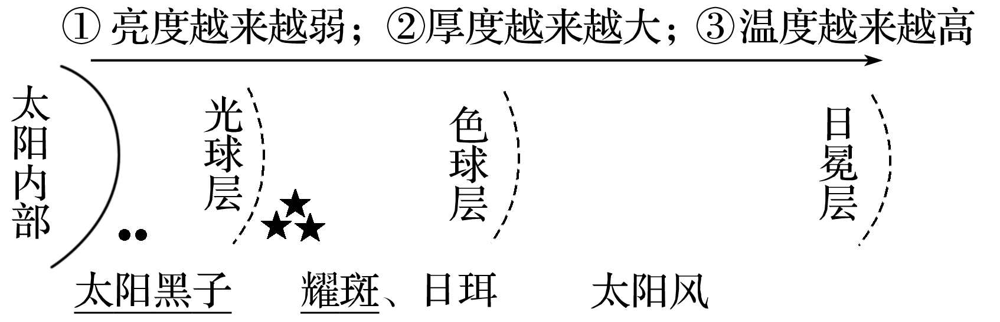 ① 亮度越来越弱；②厚度越来越大；③温度越来越高
太阳内部
光球层
色球层
日冕层
太阳黑子 耀斑、日珥 太阳风